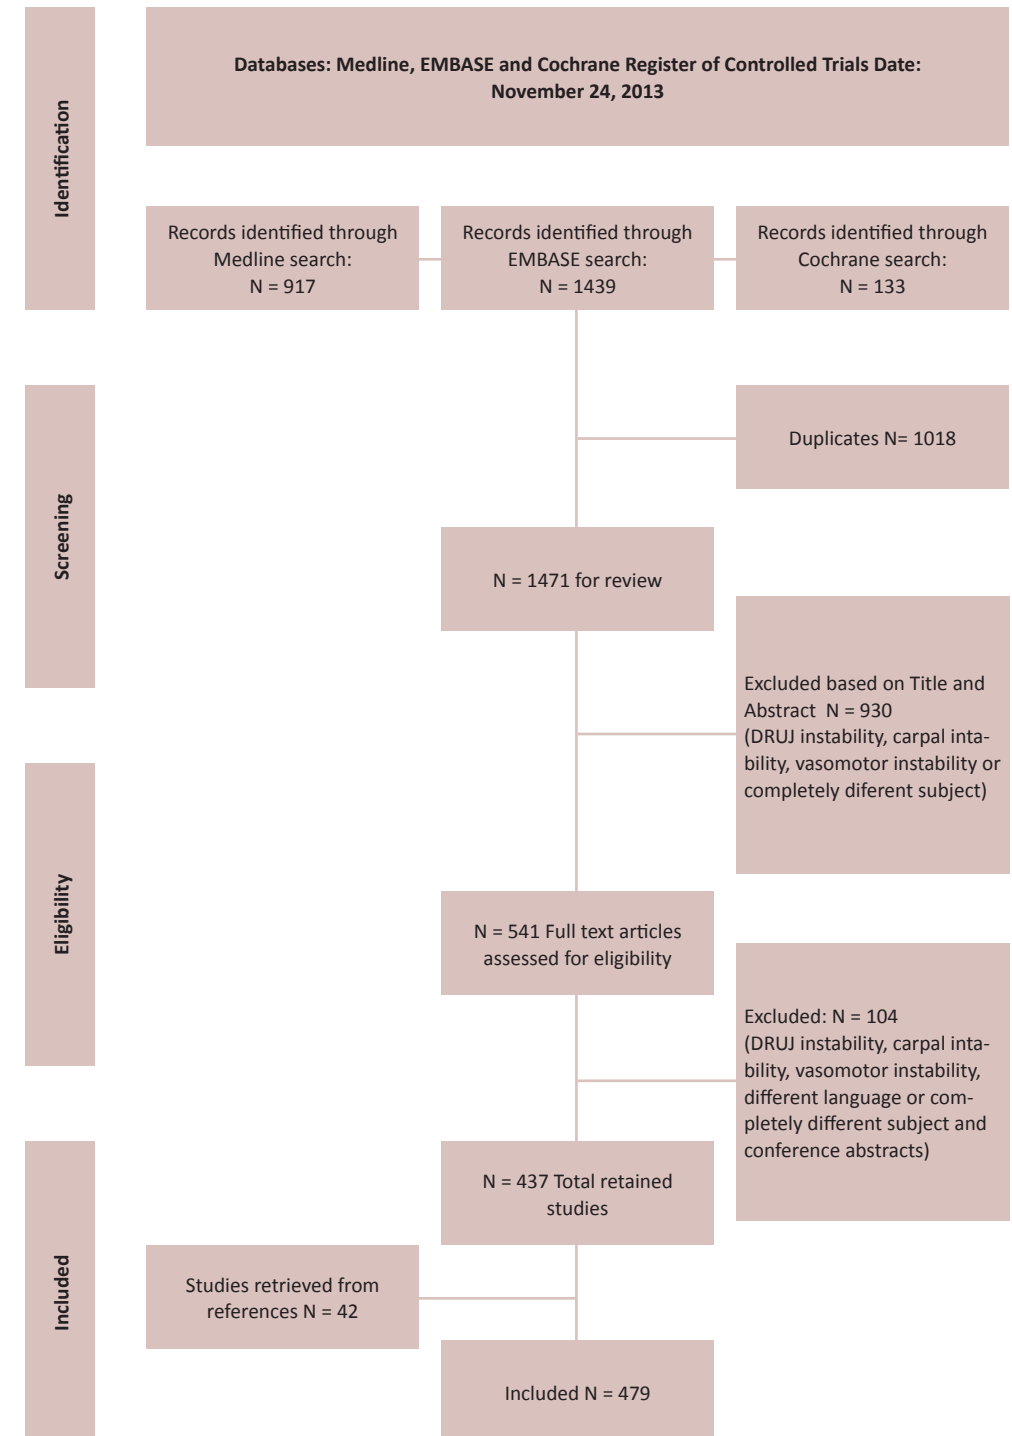 Identification
Databases: Medline, EMBASE and Cochrane Register of Controlled Trials Date:
November 24, 2013
Records identified through
Medline search:
N = 917
Records identified through
EMBASE search:
N = 1439
Records identified through
Cochrane search:
N = 133
Screening
Duplicates N= 1018
N = 1471 for review
Excluded based on Title and
Abstract  N = 930
(DRUJ instability, carpal inta-
bility, vasomotor instability or
completely diferent subject)
Eligibility
N = 541 Full text articles
assessed for eligibility
Excluded: N = 104
(DRUJ instability, carpal inta-
bility, vasomotor instability,
different language or com-
pletely different subject and
conference abstracts)
Included
N = 437 Total retained
studies
Studies retrieved from
references N = 42
Included N = 479